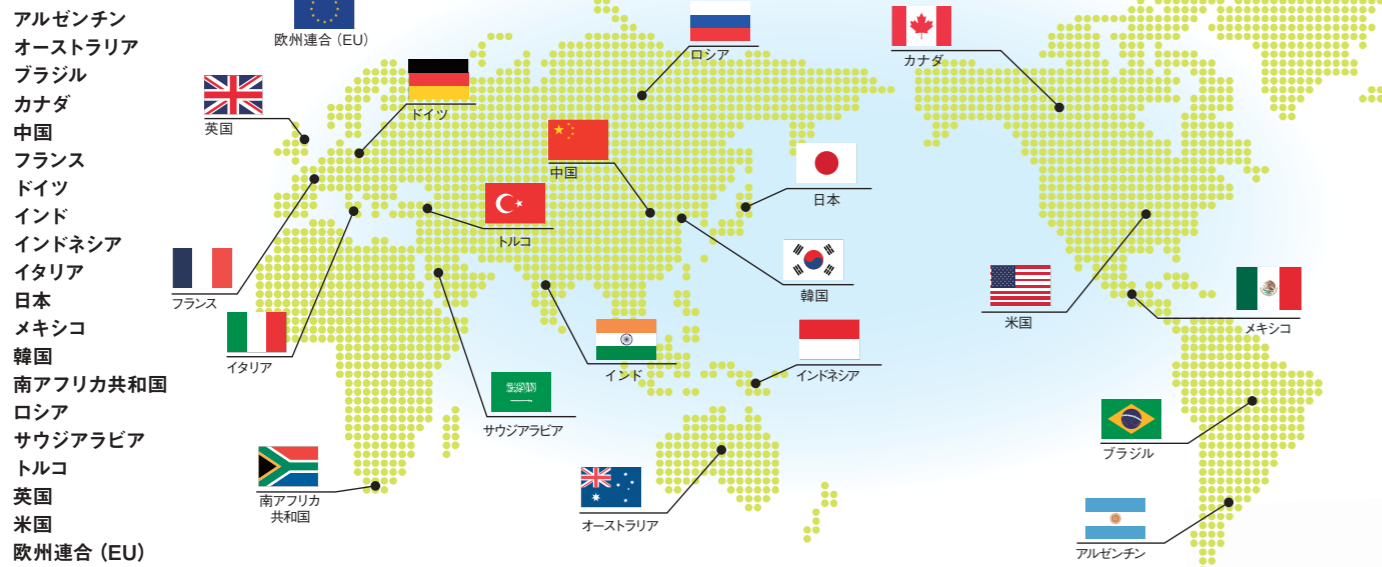 アルゼンチン
オーストラリア
ブラジル
カナダ
中国
フランス
ドイツ
インド
インドネシア
イタリア
日本
メキシコ
韓国
南アフリカ共和国
ロシア
サウジアラビア
トルコ
英国
米国
欧州連合（EU）
欧州連合（EU）
ロシア
カナダ
ドイツ
英国
中国
日本
トルコ
韓国
フランス
米国
メキシコ
イタリア
インド
インドネシア
サウジアラビア
ブラジル
南アフリカ
共和国
オーストラリア
アルゼンチン